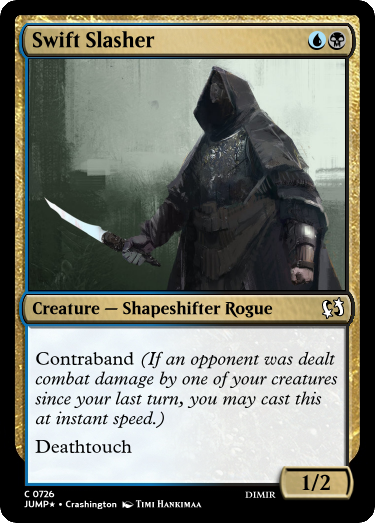 Swift Slasher
Creature — Shapeshifter Rogue
Contraband (If an opponent was dealt
combat damage by one of your creatures
since your last turn, you may cast this
at instant speed.)
Deathtouch
1/2
C 0726
DIMIR
JUMP★ • Crashington Timi Hankimaa